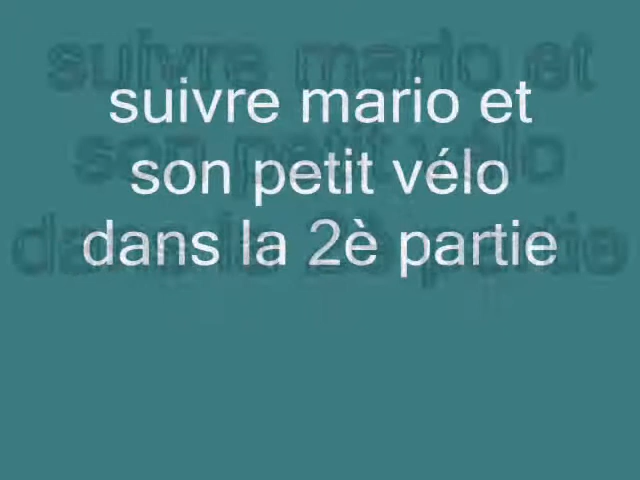 suivre mario et
son petit vélo
dans la 2è partie